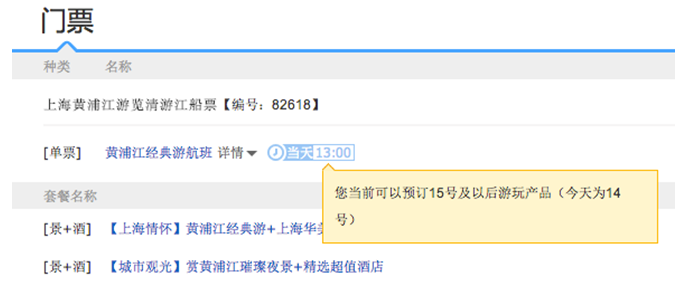 门票
种类 名称
上海黄浦江游览清游江船票【编号：82618】
[单票] 黄浦江经典游航班 详情 当天13:00
您当前可以预订15号及以后游玩产品（今天为14
号）
套餐名称
[景+酒] 【上海情怀】黄浦江经典游+上海华
[景+酒] 【城市观光】赏黄浦江璀璨夜景+精选超值酒店